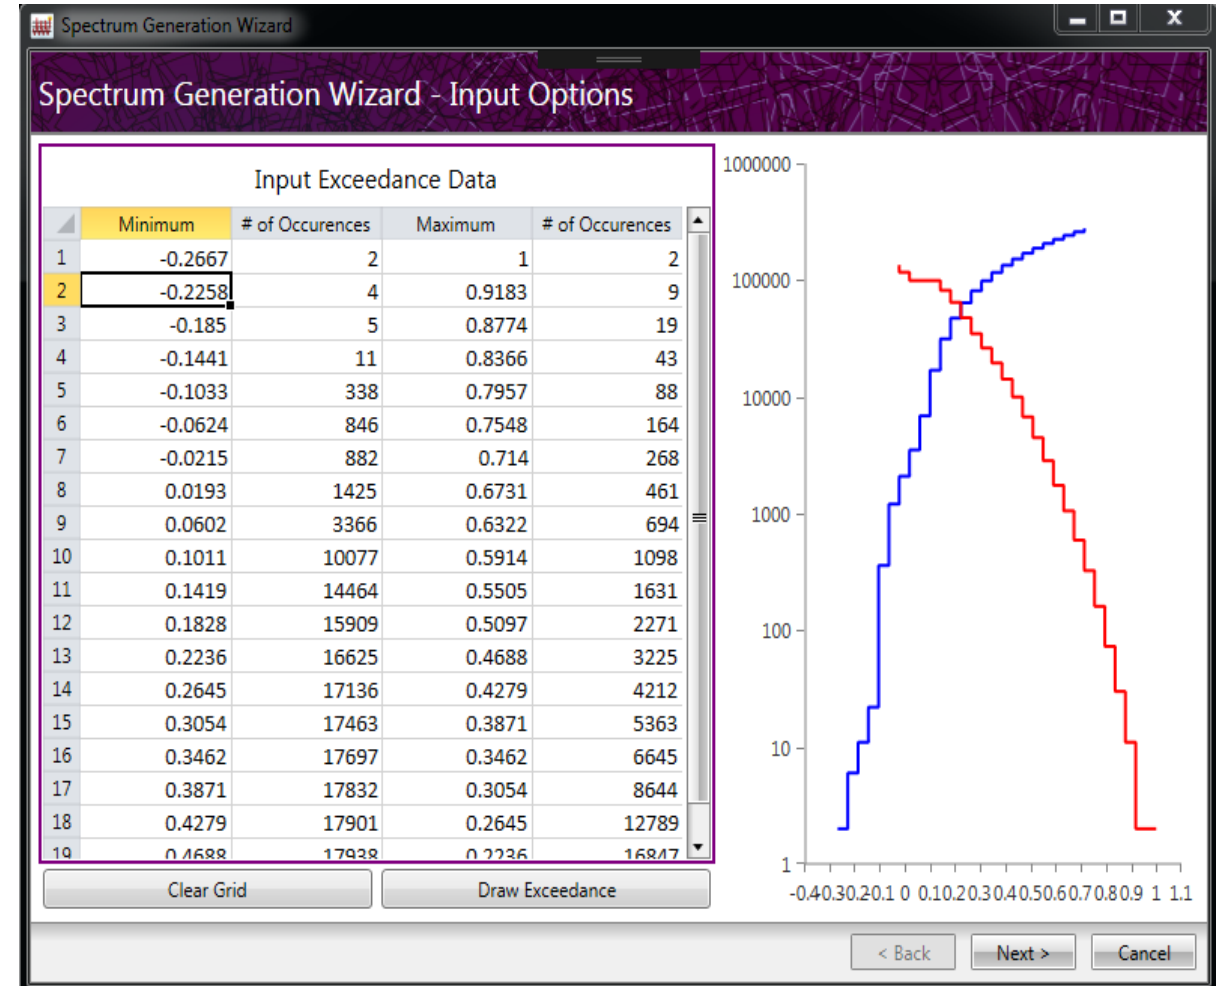 Spectrum Generation Wizard
Spectrum Generation Wizard - Input Options
Input Exceedance Data
Minimum # of Occurences Maximum # of Occurences
1 -0.2667 2 1 2
2 -0.2258 4 0.9183 9
3 -0.185 5 0.8774 19
4 -0.1441 11 0.8366 43
5 -0.1033 338 0.7957 88
6 -0.0624 846 0.7548 164
7 -0.0215 882 0.714 268
8 0.0193 1425 0.6731 461
9 0.0602 3366 0.6322 694
10 0.1011 10077 0.5914 1098
11 0.1419 14464 0.5505 1631
12 0.1828 15909 0.5097 2271
13 0.2236 16625 0.4688 3225
14 0.2645 17136 0.4279 4212
15 0.3054 17463 0.3871 5363
16 0.3462 17697 0.3462 6645
17 0.3871 17832 0.3054 8644
18 0.4279 17901 0.2645 12789
19 0.4688 17938 0.2236 16847
Clear Grid Draw Exceedance
1000000
100000
10000
1000
100
10
1
-0.40.30.20.1 0 0.10.20.30.40.50.60.70.80.9 1 1.1
< Back Next > Cancel